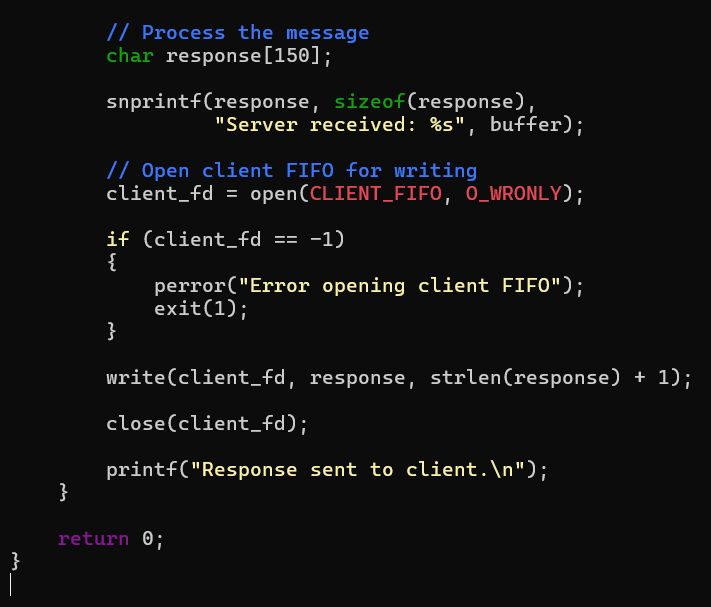 // Process the message
char response[150];
snprintf(response, sizeof(response),
"Server received: %s", buffer);
// Open client FIFO for writing
client_fd = open(CLIENT_FIFO, O_WRONLY);
if (client_fd == -1)
{
perror("Error opening client FIFO");
exit(1);
}
write(client_fd, response, strlen(response) + 1);
close(client_fd);
printf("Response sent to client.\n");
}
return 0;
}